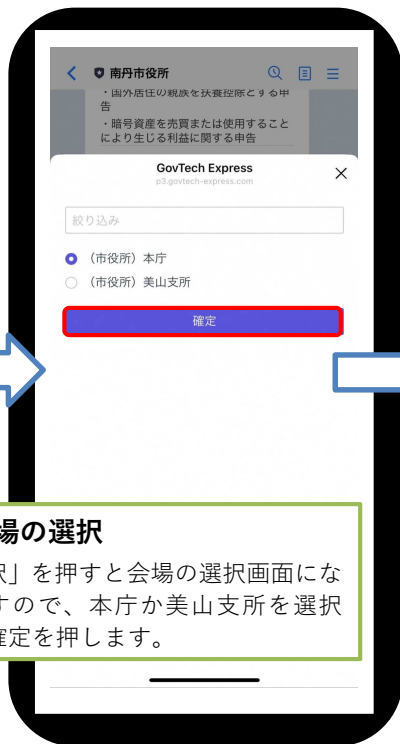 南丹市役所
・国外居住の親族を扶養控除とする申
告
・暗号資産を売買または使用すること
により生じる利益に関する申告
GovTech Express
p3.govtech-express.com
絞り込み
(市役所)本庁
(市役所)美山支所
確定
場の選択
択」を押すと会場の選択画面にな
すので、本庁か美山支所を選択
確定を押します。